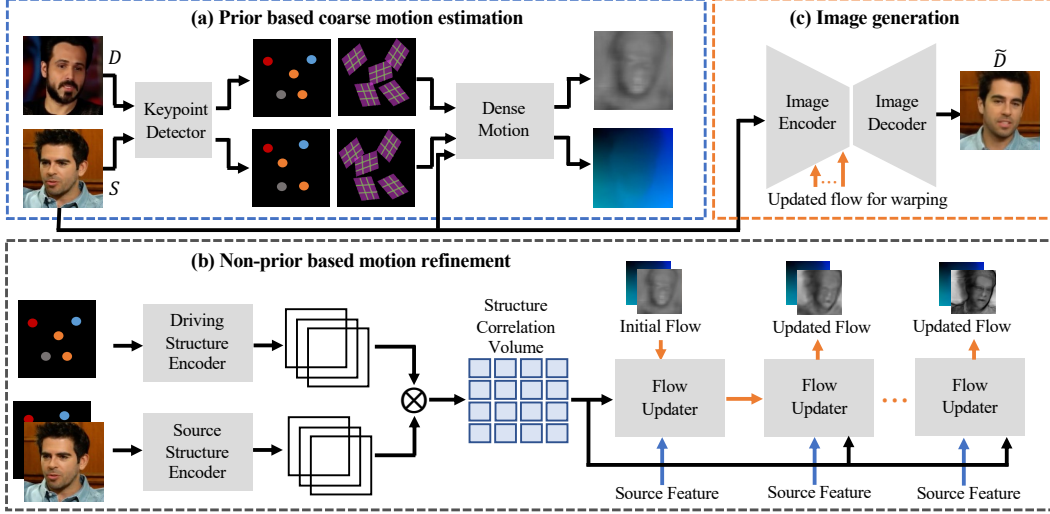 (a) Prior based coarse motion estimation
D
S
Keypoint
Detector
Dense
Motion
(c) Image generation
Image
Encoder
Image
Decoder
D̃
...
Updated flow for warping
(b) Non-prior based motion refinement
Driving
Structure
Encoder
Source
Structure
Encoder
Structure
Correlation
Volume
Initial Flow
Updated Flow
Updated Flow
Flow
Updater
Flow
Updater
...
Flow
Updater
Source Feature
Source Feature
Source Feature